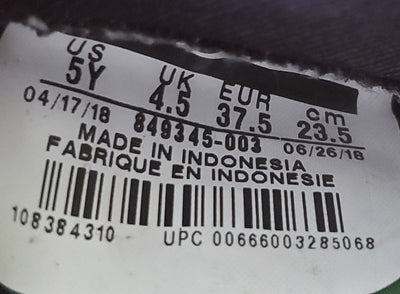 US UK EUR cm
5Y 4.5 37.5 23.5
04/17/18 849345-003 06/26/18
MADE IN INDONESIA
FABRIQUE EN INDONESIE
108384310 UPC 00666003285068